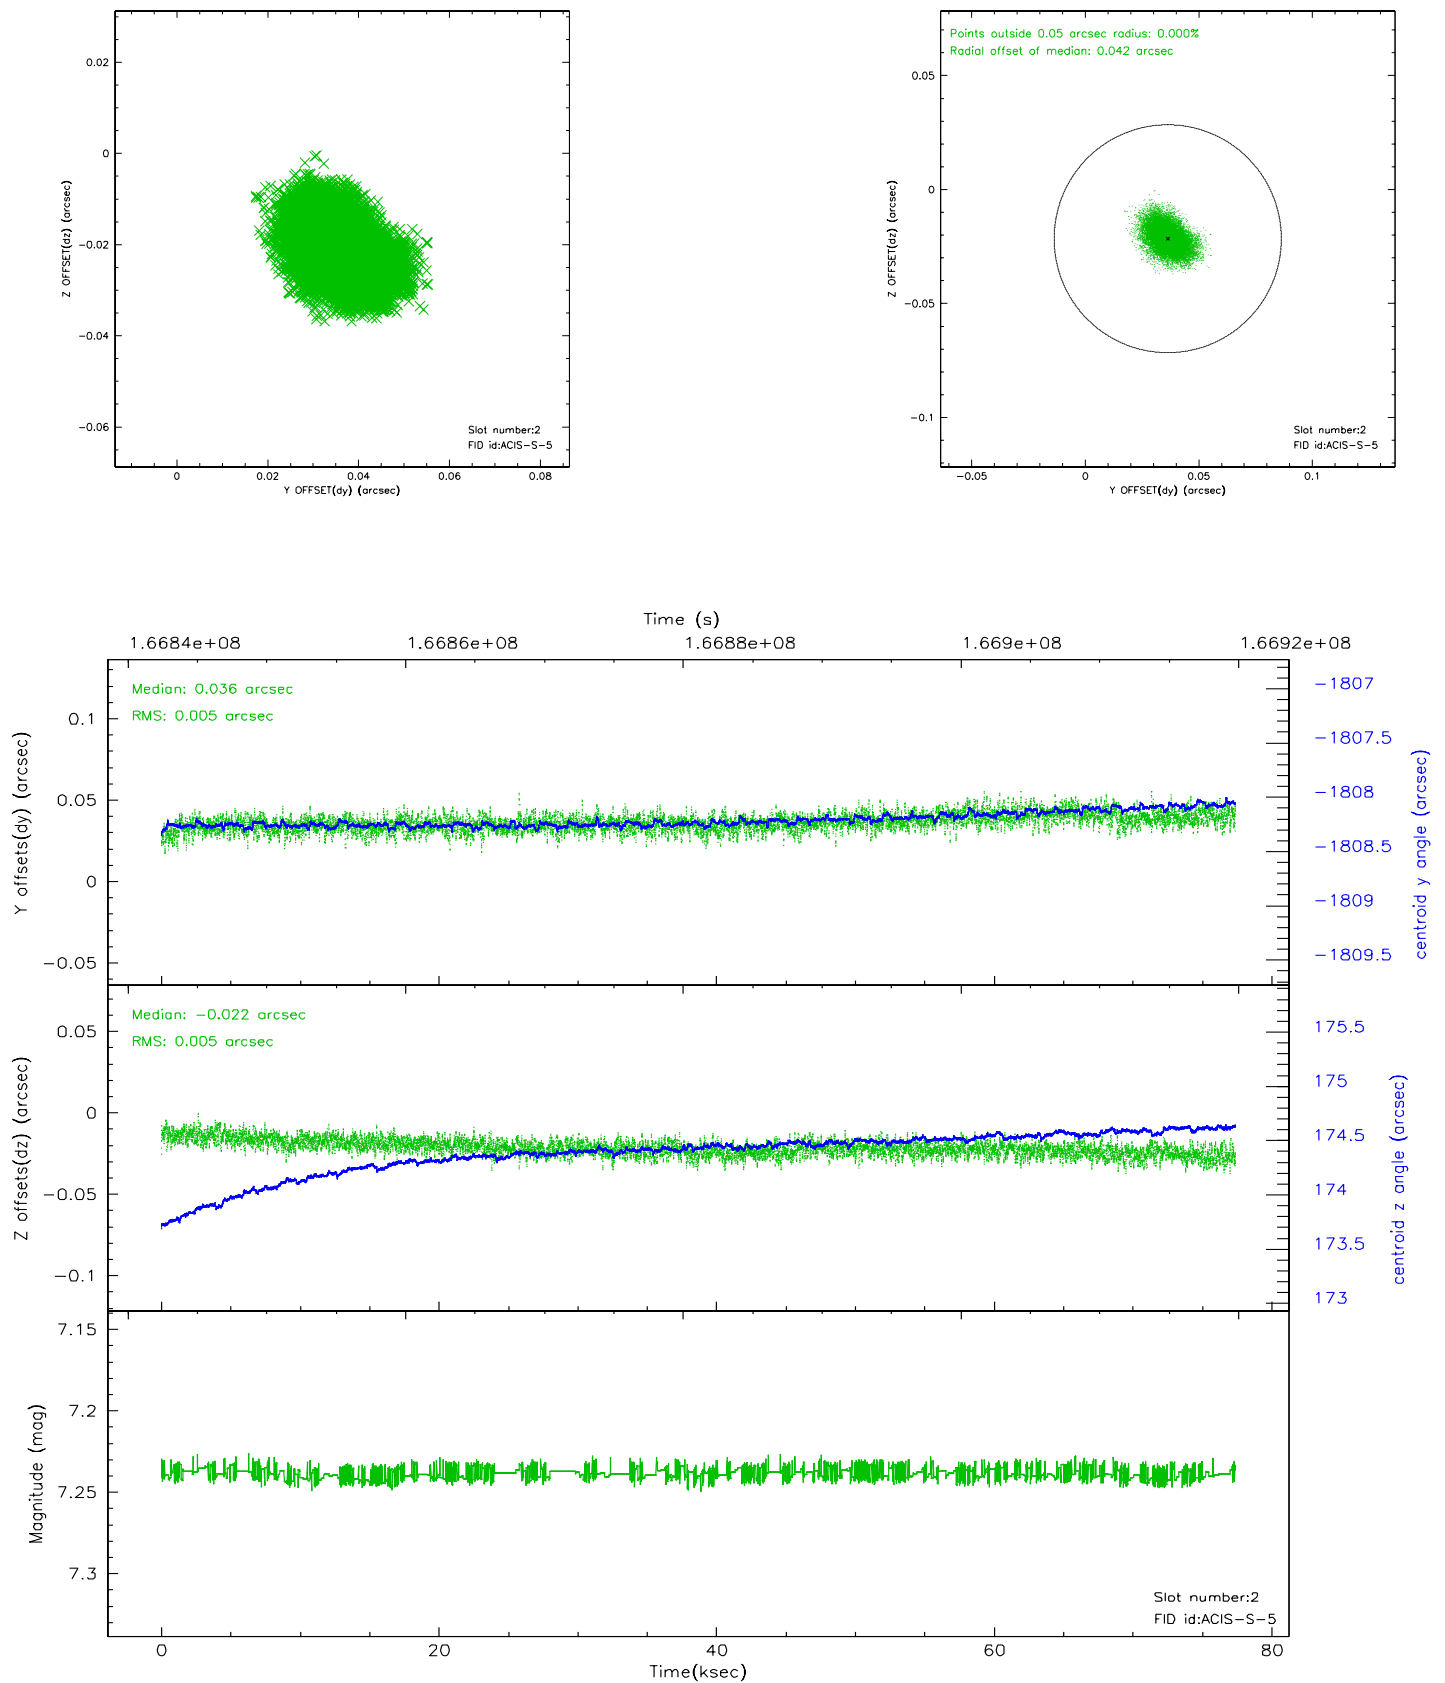 0.02
0
-0.02
-0.04
-0.06
Z OFFSET(dz) (arcsec)
0
0.02
0.04
0.06
0.08
Y OFFSET(dy) (arcsec)
Slot number:2
FID id:ACIS-S-5
Points outside 0.05 arcsec radius: 0.000%
Radial offset of median: 0.042 arcsec
0.05
0
-0.05
-0.1
Z OFFSET(dz) (arcsec)
-0.05
0
0.05
0.1
Y OFFSET(dy) (arcsec)
Slot number:2
FID id:ACIS-S-5
Time (s)
1.6684e+08
1.6686e+08
1.6688e+08
1.669e+08
1.6692e+08
Median: 0.036 arcsec
RMS: 0.005 arcsec
0.1
0.05
0
-0.05
Y offsets(dy) (arcsec)
-1807
-1807.5
-1808
-1808.5
-1809
-1809.5
centroid y angle (arcsec)
Median: -0.022 arcsec
RMS: 0.005 arcsec
0.05
0
-0.05
-0.1
Z offsets(dz) (arcsec)
175.5
175
174.5
174
173.5
173
centroid z angle (arcsec)
7.15
7.2
7.25
7.3
Magnitude (mag)
Slot number:2
FID id:ACIS-S-5
0
20
40
60
80
Time(ksec)